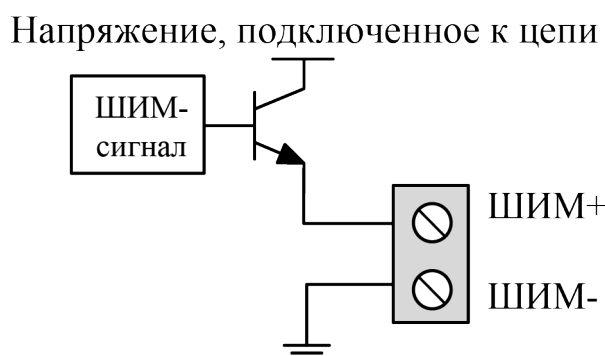 Напряжение, подключенное к цепи
ШИМ-
сигнал
ШИМ+
ШИМ-